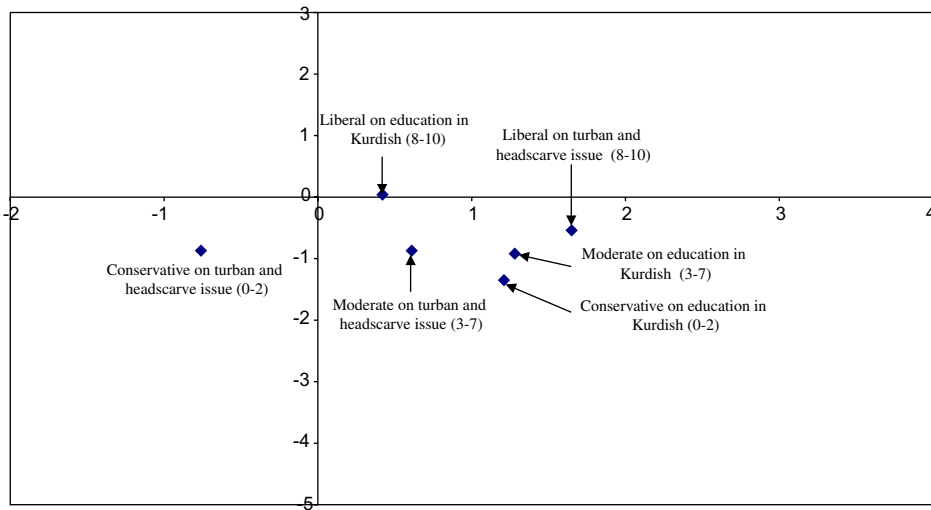 3
2
1
Liberal on education in
Kurdish (8-10)
Liberal on turban and
headscarve issue (8-10)
0
-2
-1
0
1
2
3
4
Conservative on turban and
headscarve issue (0-2)
Moderate on education in
Kurdish (3-7)
-1
Moderate on turban and
headscarve issue (3-7)
Conservative on education in
Kurdish (0-2)
-2
-3
-4
-5